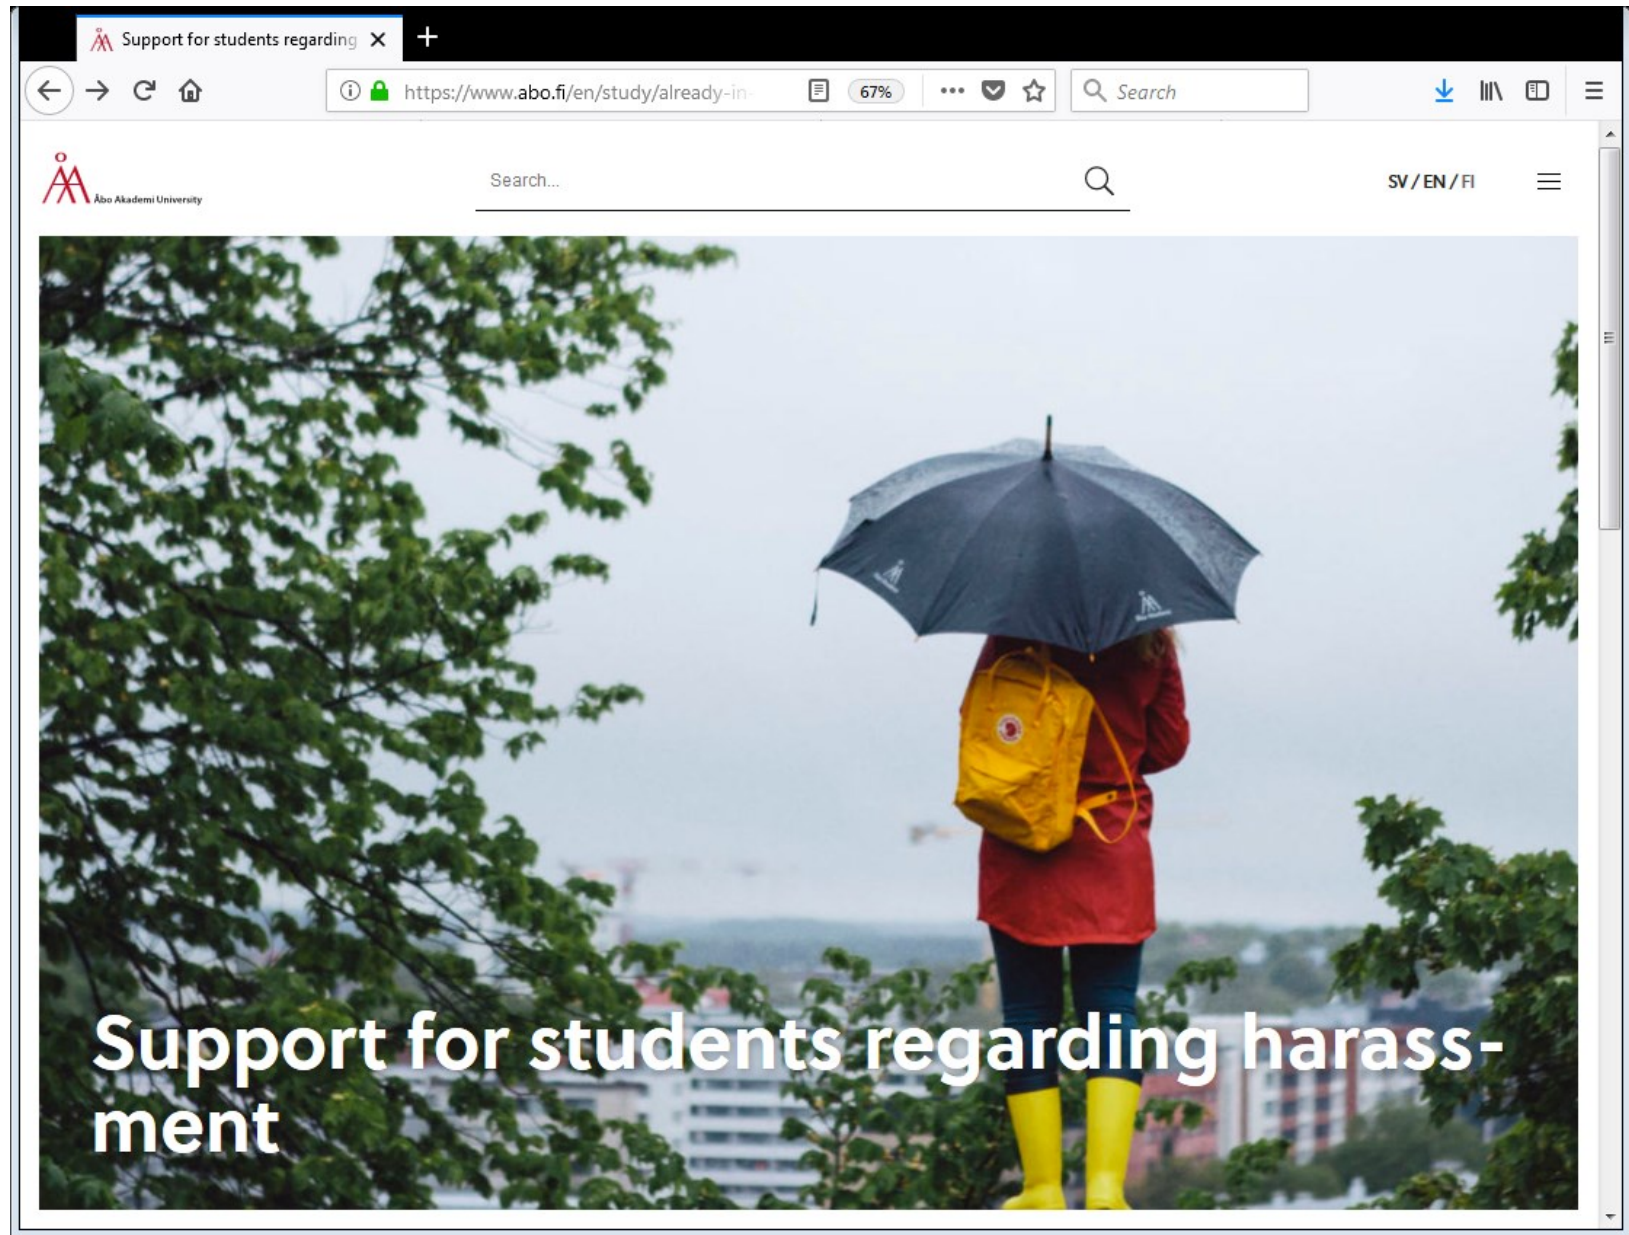 Support for students regarding
https://www.abo.fi/en/study/already-in-
67%
Search
Åbo Akademi University
Search...
SV / EN / FI
Support for students regarding harass-
ment